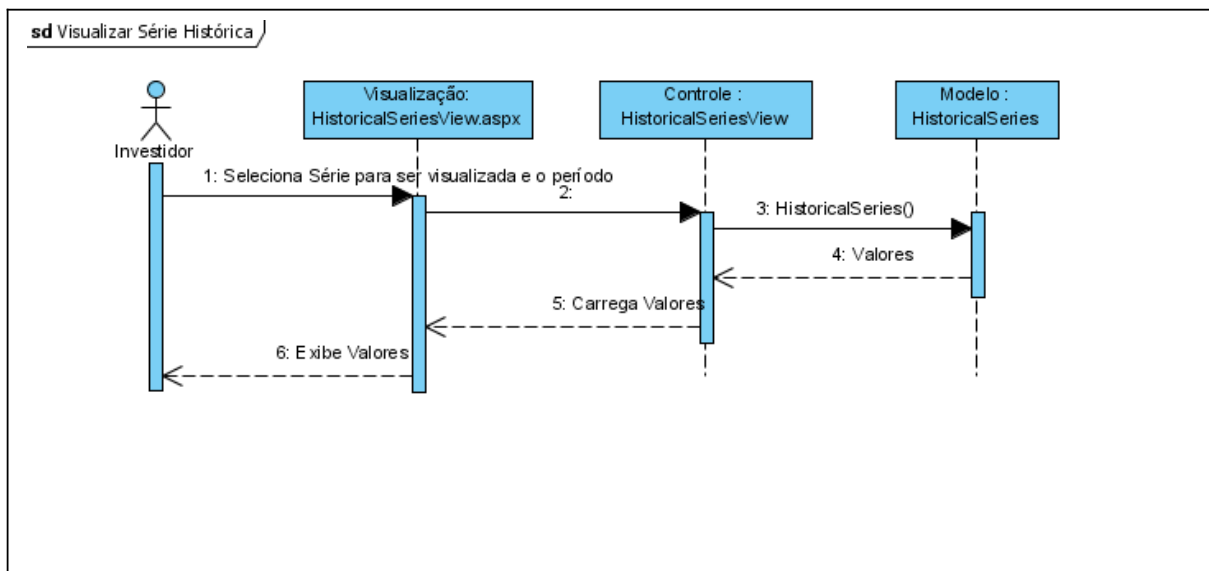 sd Visualizar Série Histórica
Visualização:
HistoricalSeriesView.aspx
Controle :
HistoricalSeriesView
Modelo :
HistoricalSeries
Investidor
1: Seleciona Série para ser visualizada e o período
2:
3: HistoricalSeries()
4: Valores
5: Carrega Valores
6: Exibe Valores